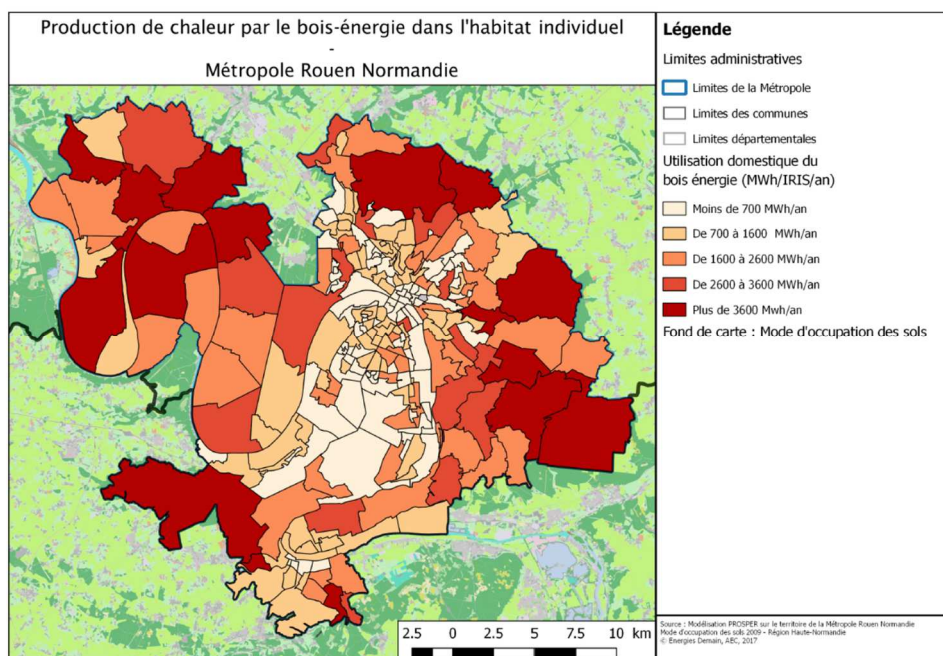 Production de chaleur par le bois-énergie dans l'habitat individuel
-
Métropole Rouen Normandie
Légende
Limites administratives
Limites de la Métropole
Limites des communes
Limites départementales
Utilisation domestique du
bois énergie (MWh/IRIS/an)
Moins de 700 MWh/an
De 700 à 1600 MWh/an
De 1600 à 2600 MWh/an
De 2600 à 3600 MWh/an
Plus de 3600 Mwh/an
Fond de carte : Mode d'occupation des sols
2.5 0 2.5 5 7.5 10 km
Source : Modélisation PROSPER sur le territoire de la Métropole Rouen Normandie
Mode d'occupation des sols 2009 - Région Haute-Normandie
© Energies Demain, AEC, 2017